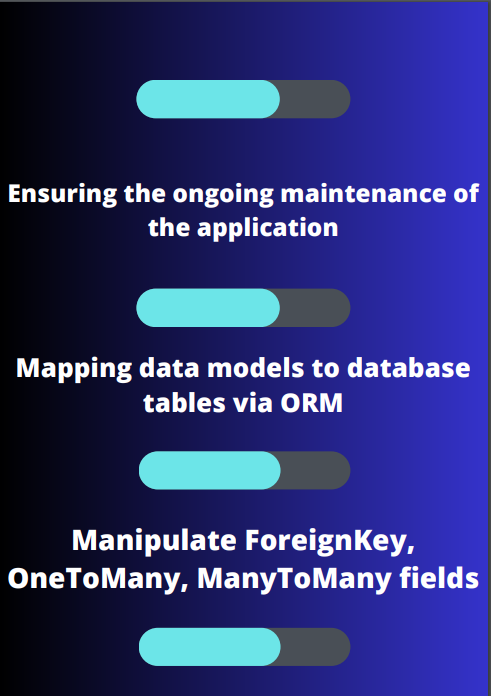 Ensuring the ongoing maintenance of
the application
Mapping data models to database
tables via ORM
Manipulate ForeignKey,
OneToMany, ManyToMany fields